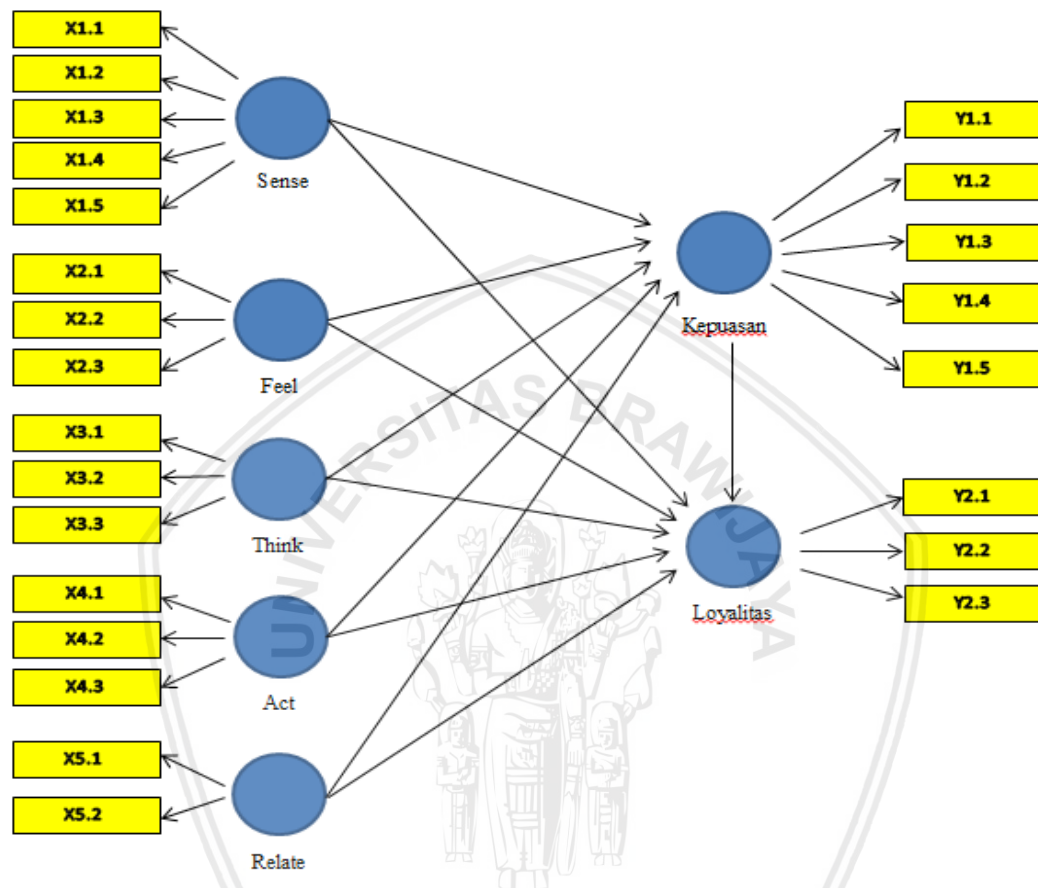 X1.1
X1.2
X1.3
X1.4
X1.5
Sense
X2.1
X2.2
X2.3
Feel
X3.1
X3.2
X3.3
Think
X4.1
X4.2
X4.3
Act
X5.1
X5.2
Relate
Kepuasan
Loyalitas
Y1.1
Y1.2
Y1.3
Y1.4
Y1.5
Y2.1
Y2.2
Y2.3
UNIVERSITAS BRAWIJAYA